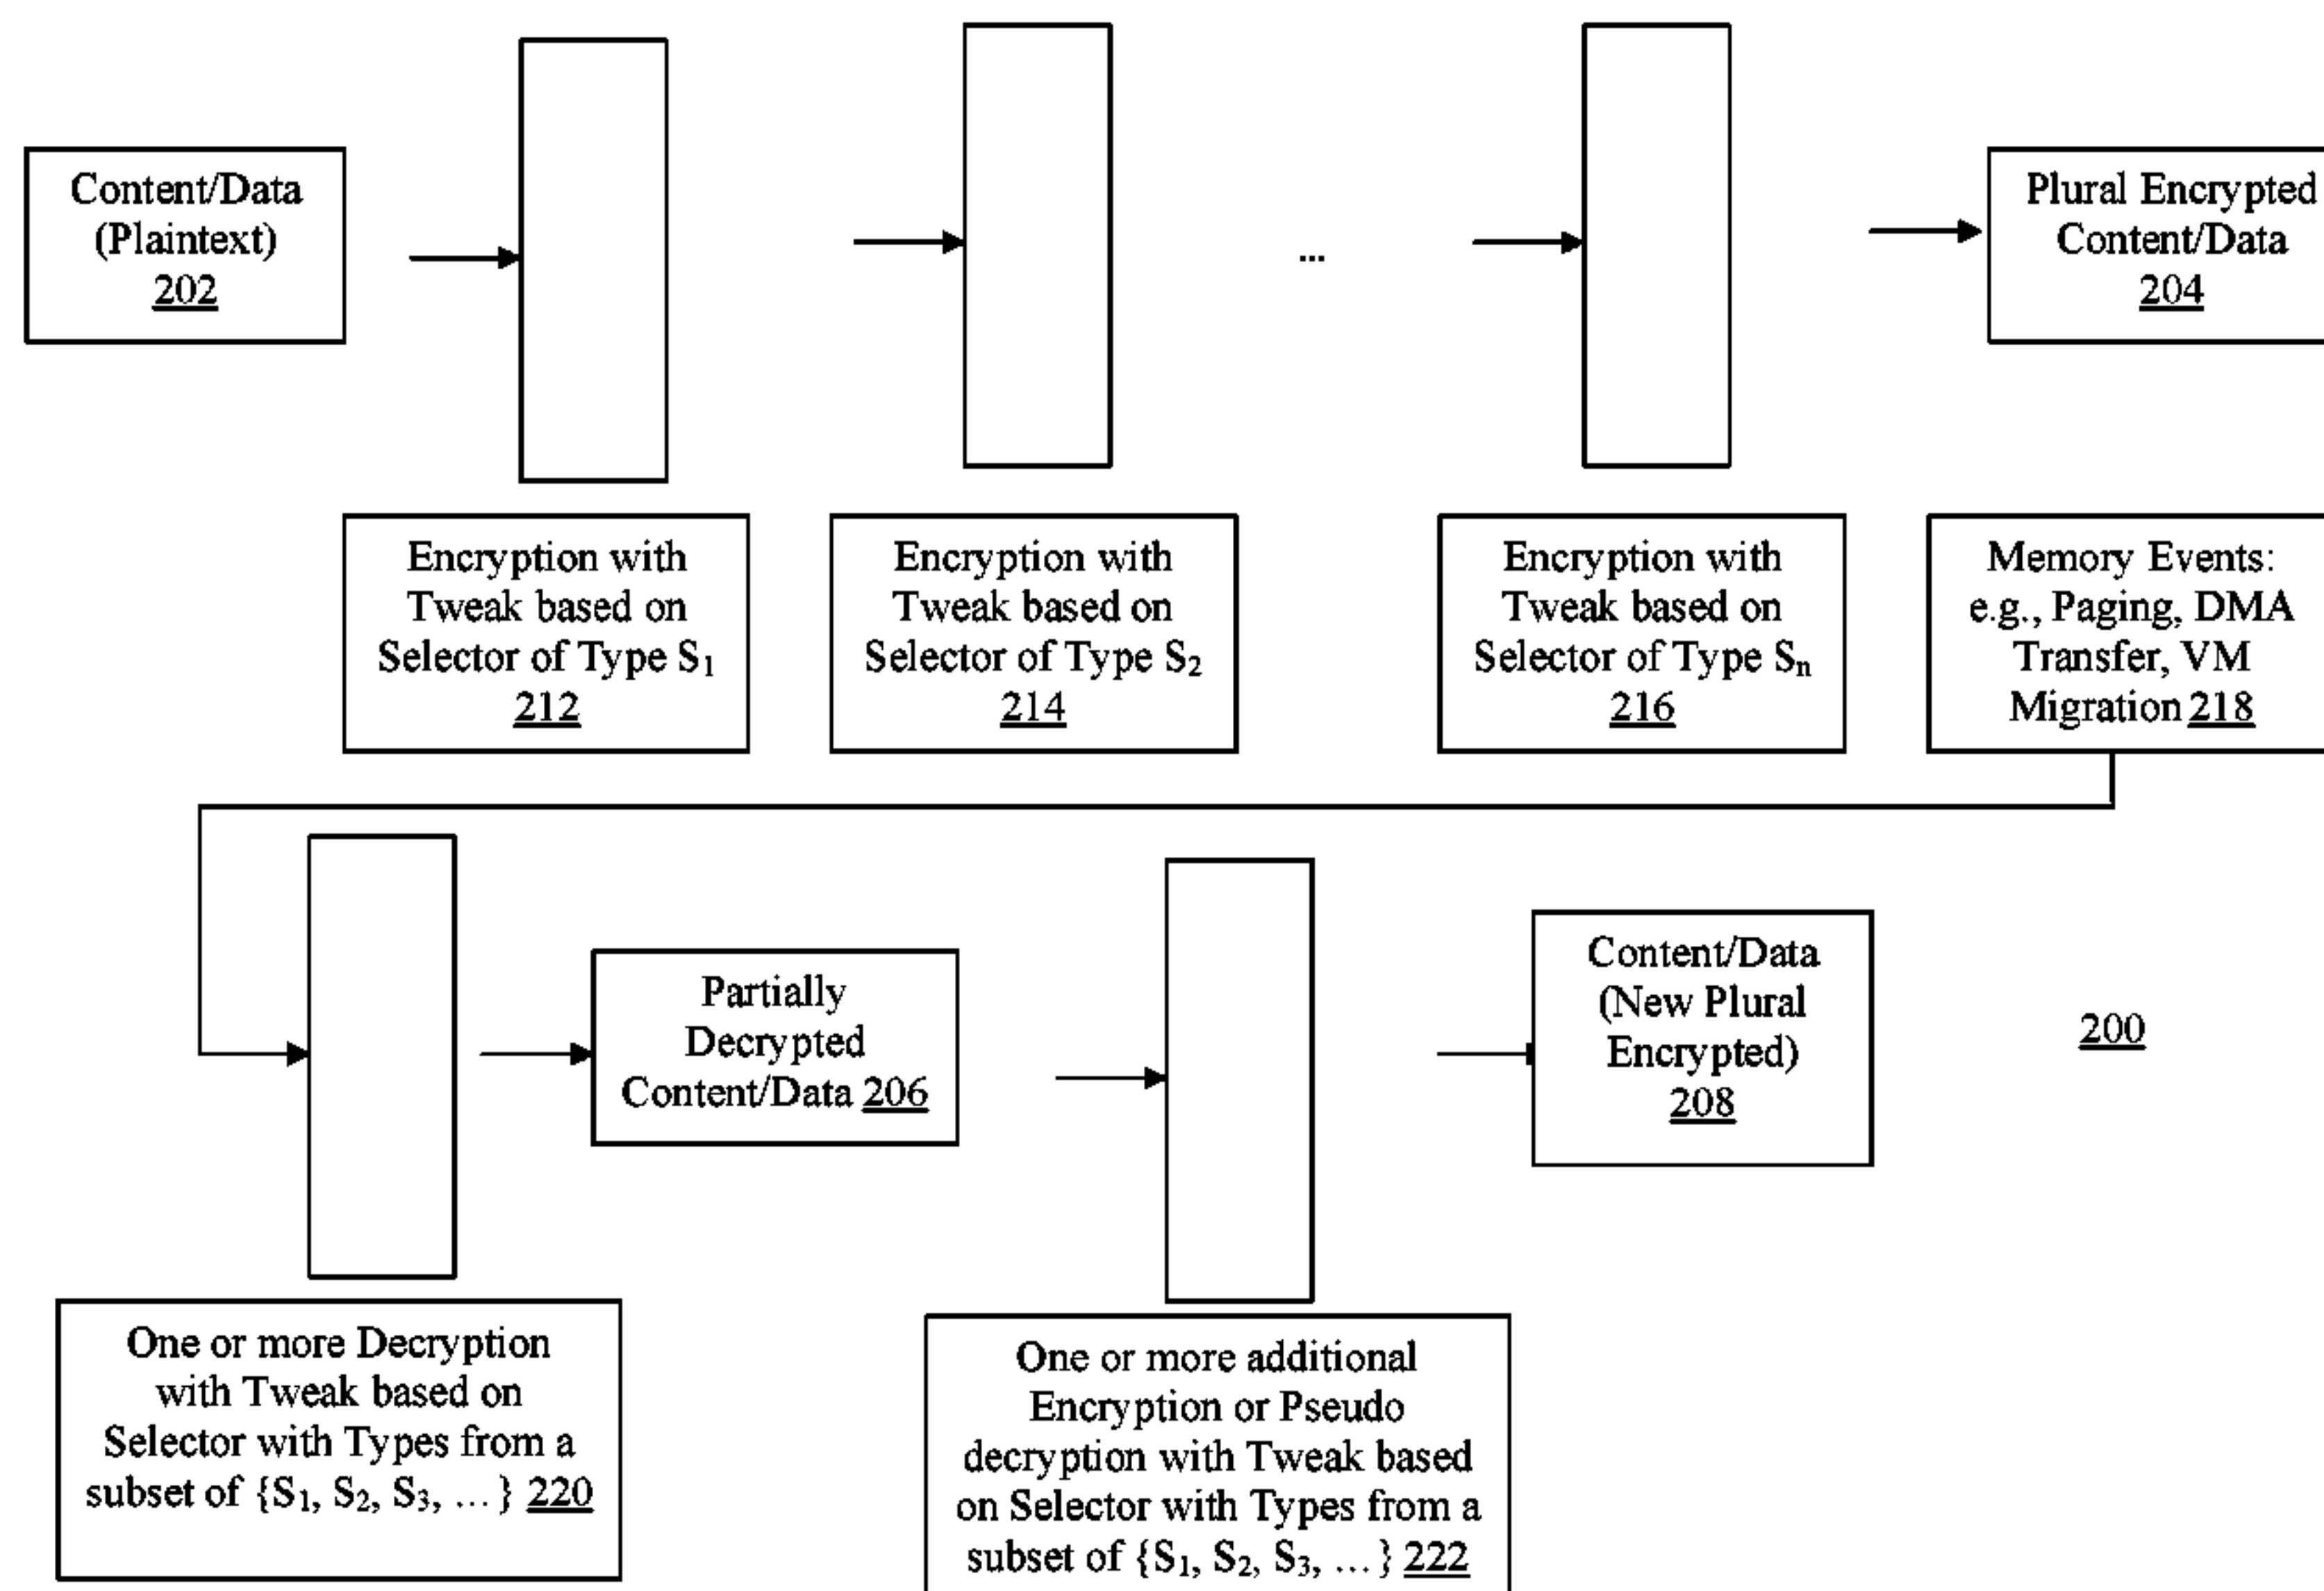 Content/Data
(Plaintext)
202
...
Plural Encrypted
Content/Data
204
Encryption with
Tweak based on
Selector of Type S₁
212
Encryption with
Tweak based on
Selector of Type S₂
214
Encryption with
Tweak based on
Selector of Type Sₙ
216
Memory Events:
e.g., Paging, DMA
Transfer, VM
Migration 218
Partially
Decrypted
Content/Data 206
Content/Data
(New Plural
Encrypted)
208
200
One or more Decryption
with Tweak based on
Selector with Types from a
subset of {S₁, S₂, S₃, …} 220
One or more additional
Encryption or Pseudo
decryption with Tweak based
on Selector with Types from a
subset of {S₁, S₂, S₃, …} 222